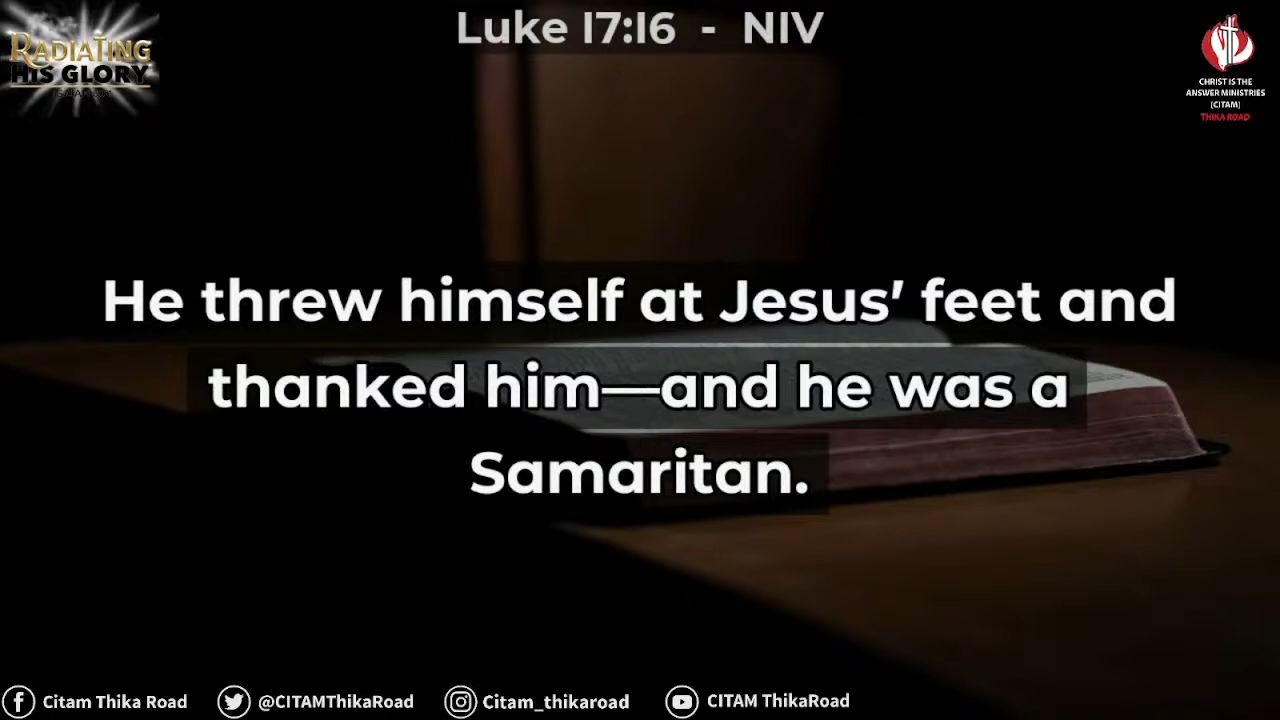 Luke 17:16 - NIV
RADIATING
HIS GLORY
CHRIST IS THE
ANSWER MINISTRIES
(CITAM)
THIKA ROAD
He threw himself at Jesus’ feet and
thanked him—and he was a
Samaritan.
Citam Thika Road
@CITAMThikaRoad
Citam_thikaroad
CITAM ThikaRoad